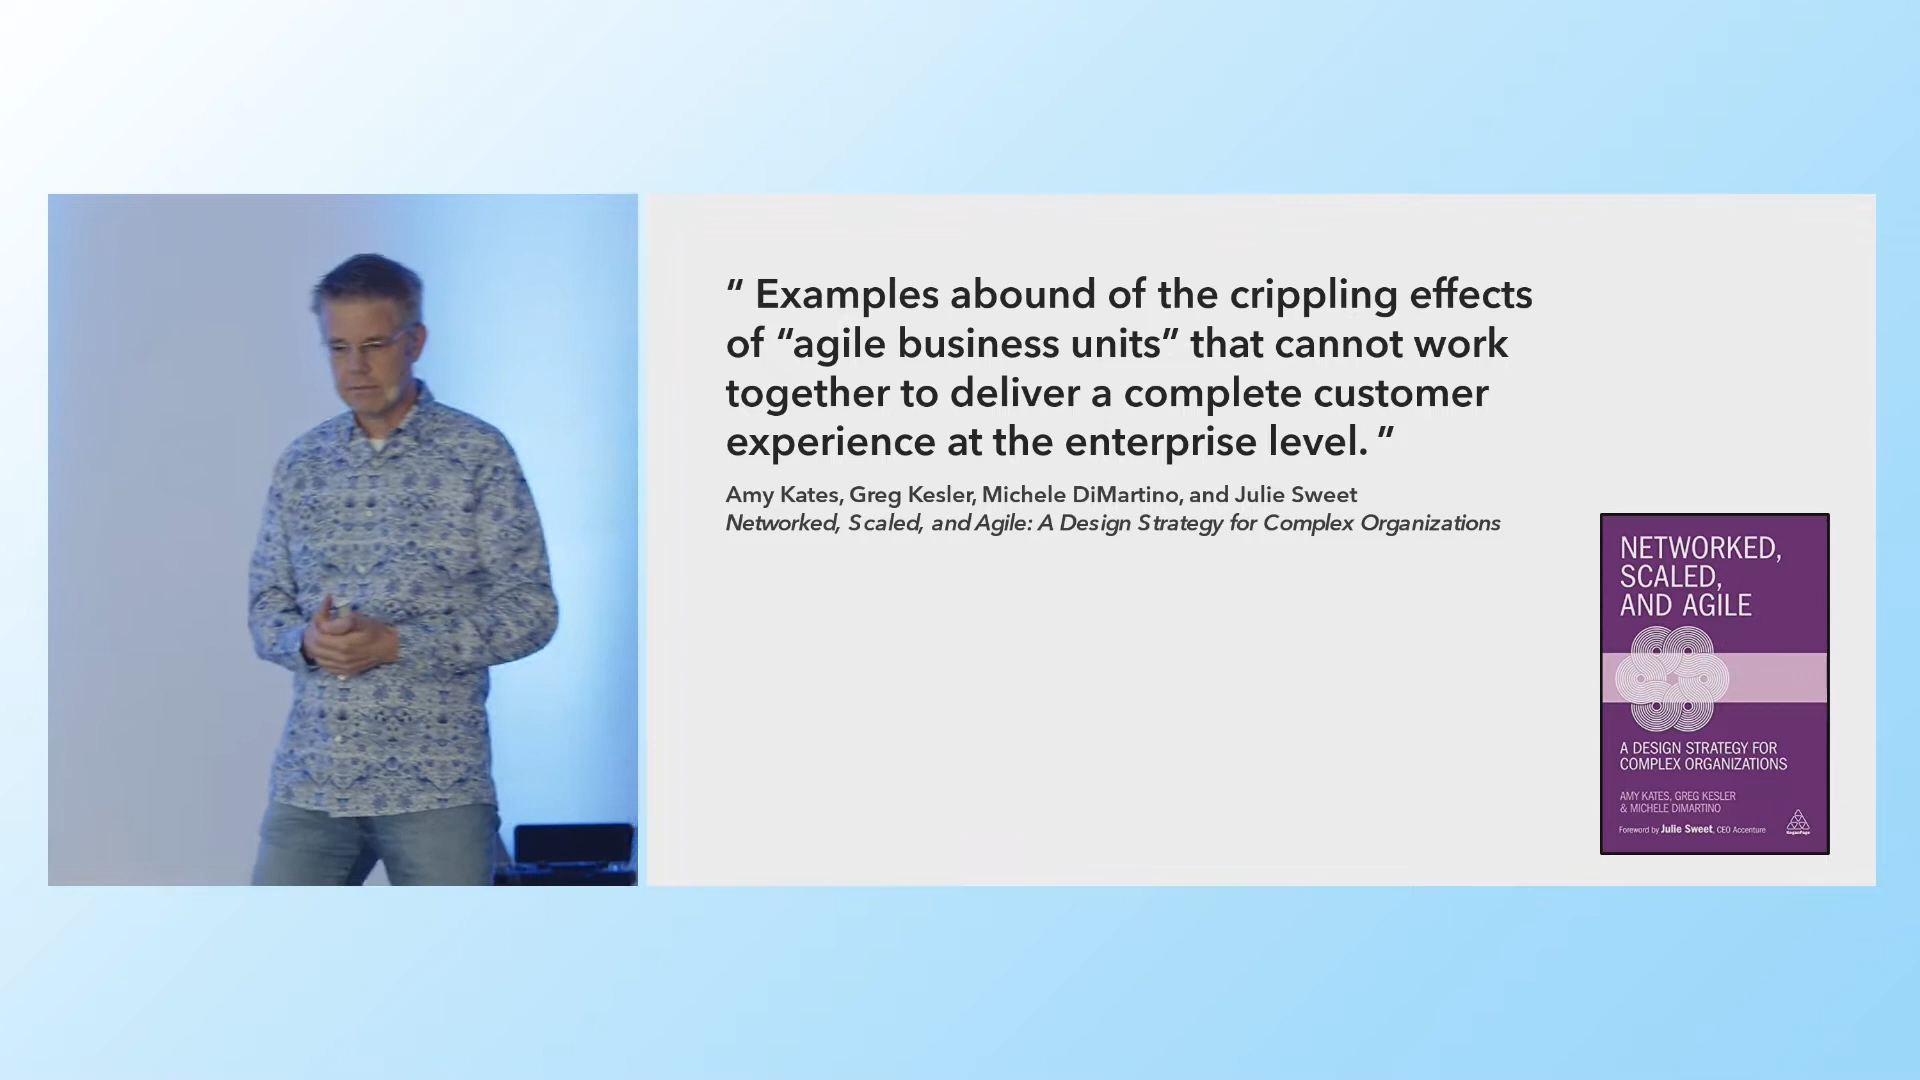 “ Examples abound of the crippling effects
of “agile business units” that cannot work
together to deliver a complete customer
experience at the enterprise level. ”
Amy Kates, Greg Kesler, Michele DiMartino, and Julie Sweet
Networked, Scaled, and Agile: A Design Strategy for Complex Organizations
NETWORKED,
SCALED,
AND AGILE
A DESIGN STRATEGY FOR
COMPLEX ORGANIZATIONS
AMY KATES, GREG KESLER
& MICHELE DIMARTINO
Foreword by Julie Sweet, CEO Accenture
KoganPage